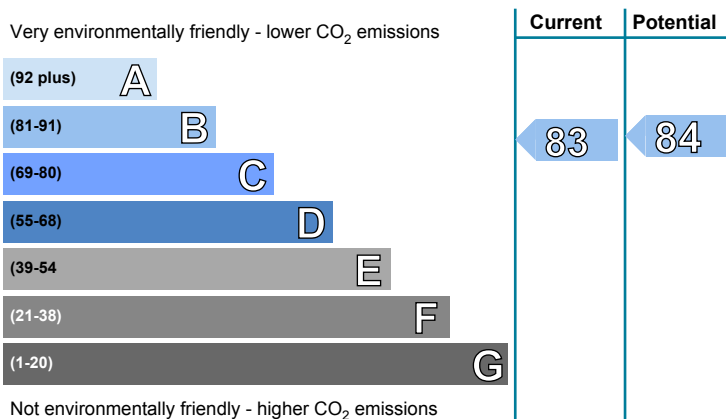 Current Potential
Very environmentally friendly - lower CO2 emissions
(92 plus) A
(81-91) B
83 84
(69-80) C
(55-68) D
(39-54 E
(21-38) F
(1-20) G
Not environmentally friendly - higher CO2 emissions